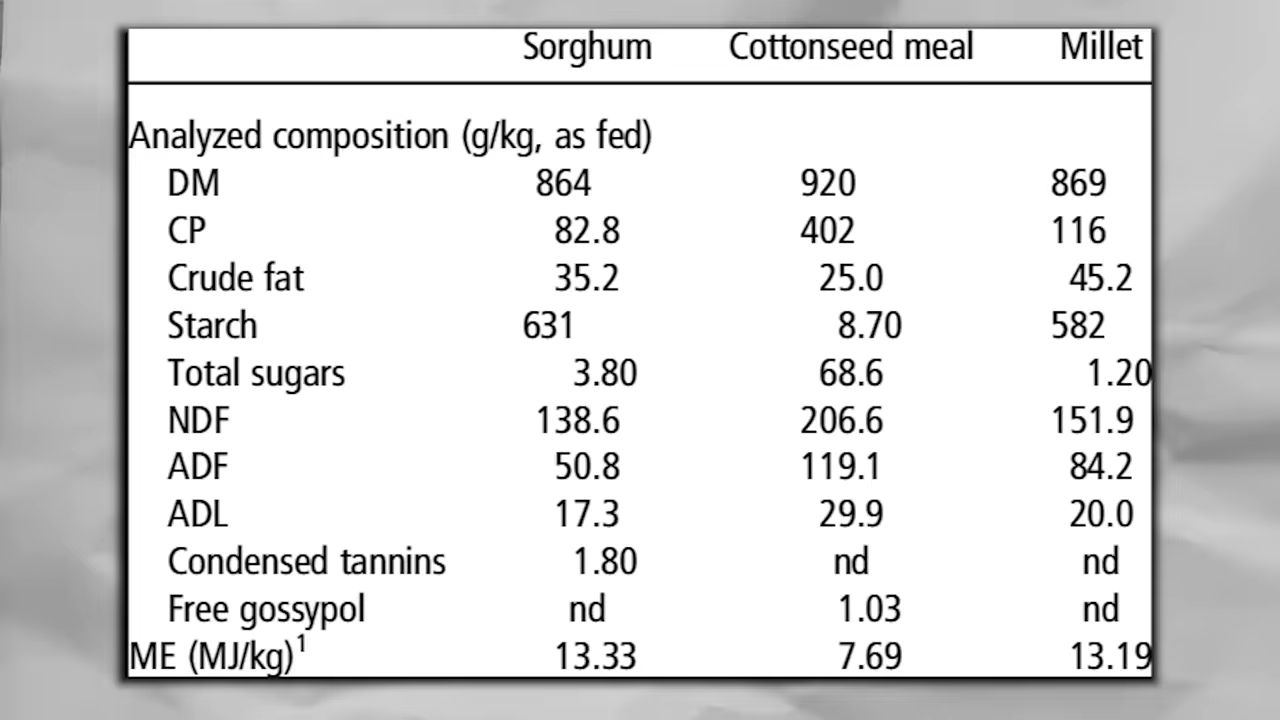 Sorghum Cottonseed meal Millet
Analyzed composition (g/kg, as fed)
DM 864 920 869
CP 82.8 402 116
Crude fat 35.2 25.0 45.2
Starch 631 8.70 582
Total sugars 3.80 68.6 1.20
NDF 138.6 206.6 151.9
ADF 50.8 119.1 84.2
ADL 17.3 29.9 20.0
Condensed tannins 1.80 nd nd
Free gossypol nd 1.03 nd
ME (MJ/kg)¹ 13.33 7.69 13.19